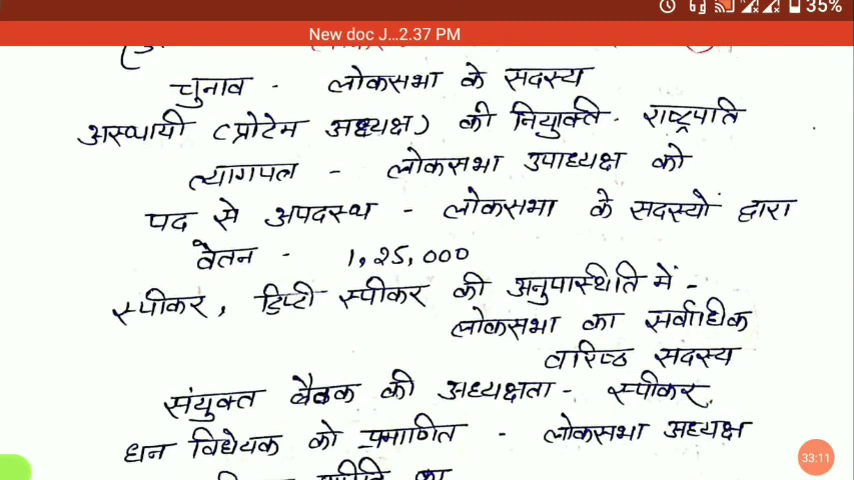 35%
New doc J...2.37 PM
चुनाव - लोकसभा के सदस्य
अस्थायी (प्रोटेम अध्यक्ष) की नियुक्ति - राष्ट्रपति
त्यागपत्र - लोकसभा उपाध्यक्ष को
पद से अपदस्थ - लोकसभा के सदस्यों द्वारा
वेतन - 1,25,000
स्पीकर, डिप्टी स्पीकर की अनुपास्थिति में -
लोकसभा का सर्वाधिक
वारिष्ठ सदस्य
संयुक्त बैठक की अध्यक्षता - स्पीकर
धन विधेयक को प्रमाणित - लोकसभा अध्यक्ष
का
33:11